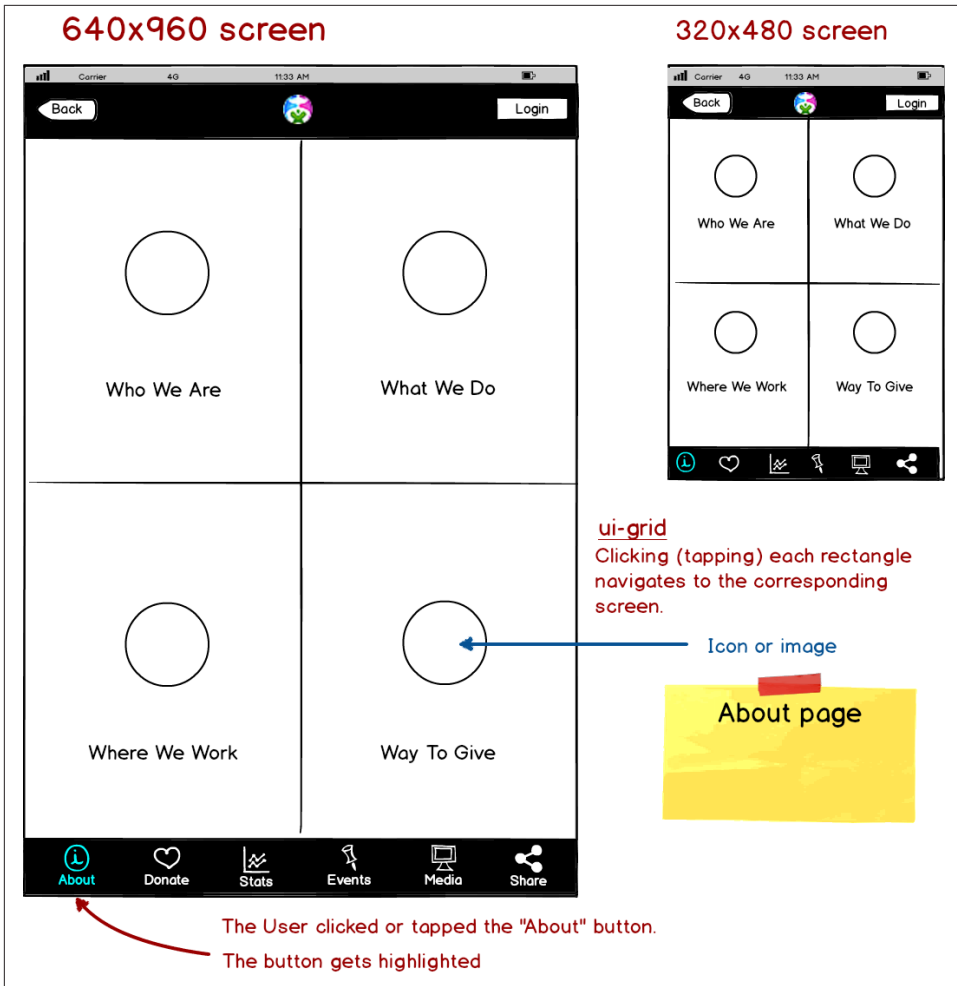 640x960 screen
Carrier 4G 11:33 AM
Back
Login
Who We Are
What We Do
Where We Work
Way To Give
About
Donate
Stats
Events
Media
Share
The User clicked or tapped the "About" button.
The button gets highlighted
320x480 screen
Carrier 4G 11:33 AM
Back
Login
Who We Are
What We Do
Where We Work
Way To Give
ui-grid
Clicking (tapping) each rectangle
navigates to the corresponding
screen.
Icon or image
About page